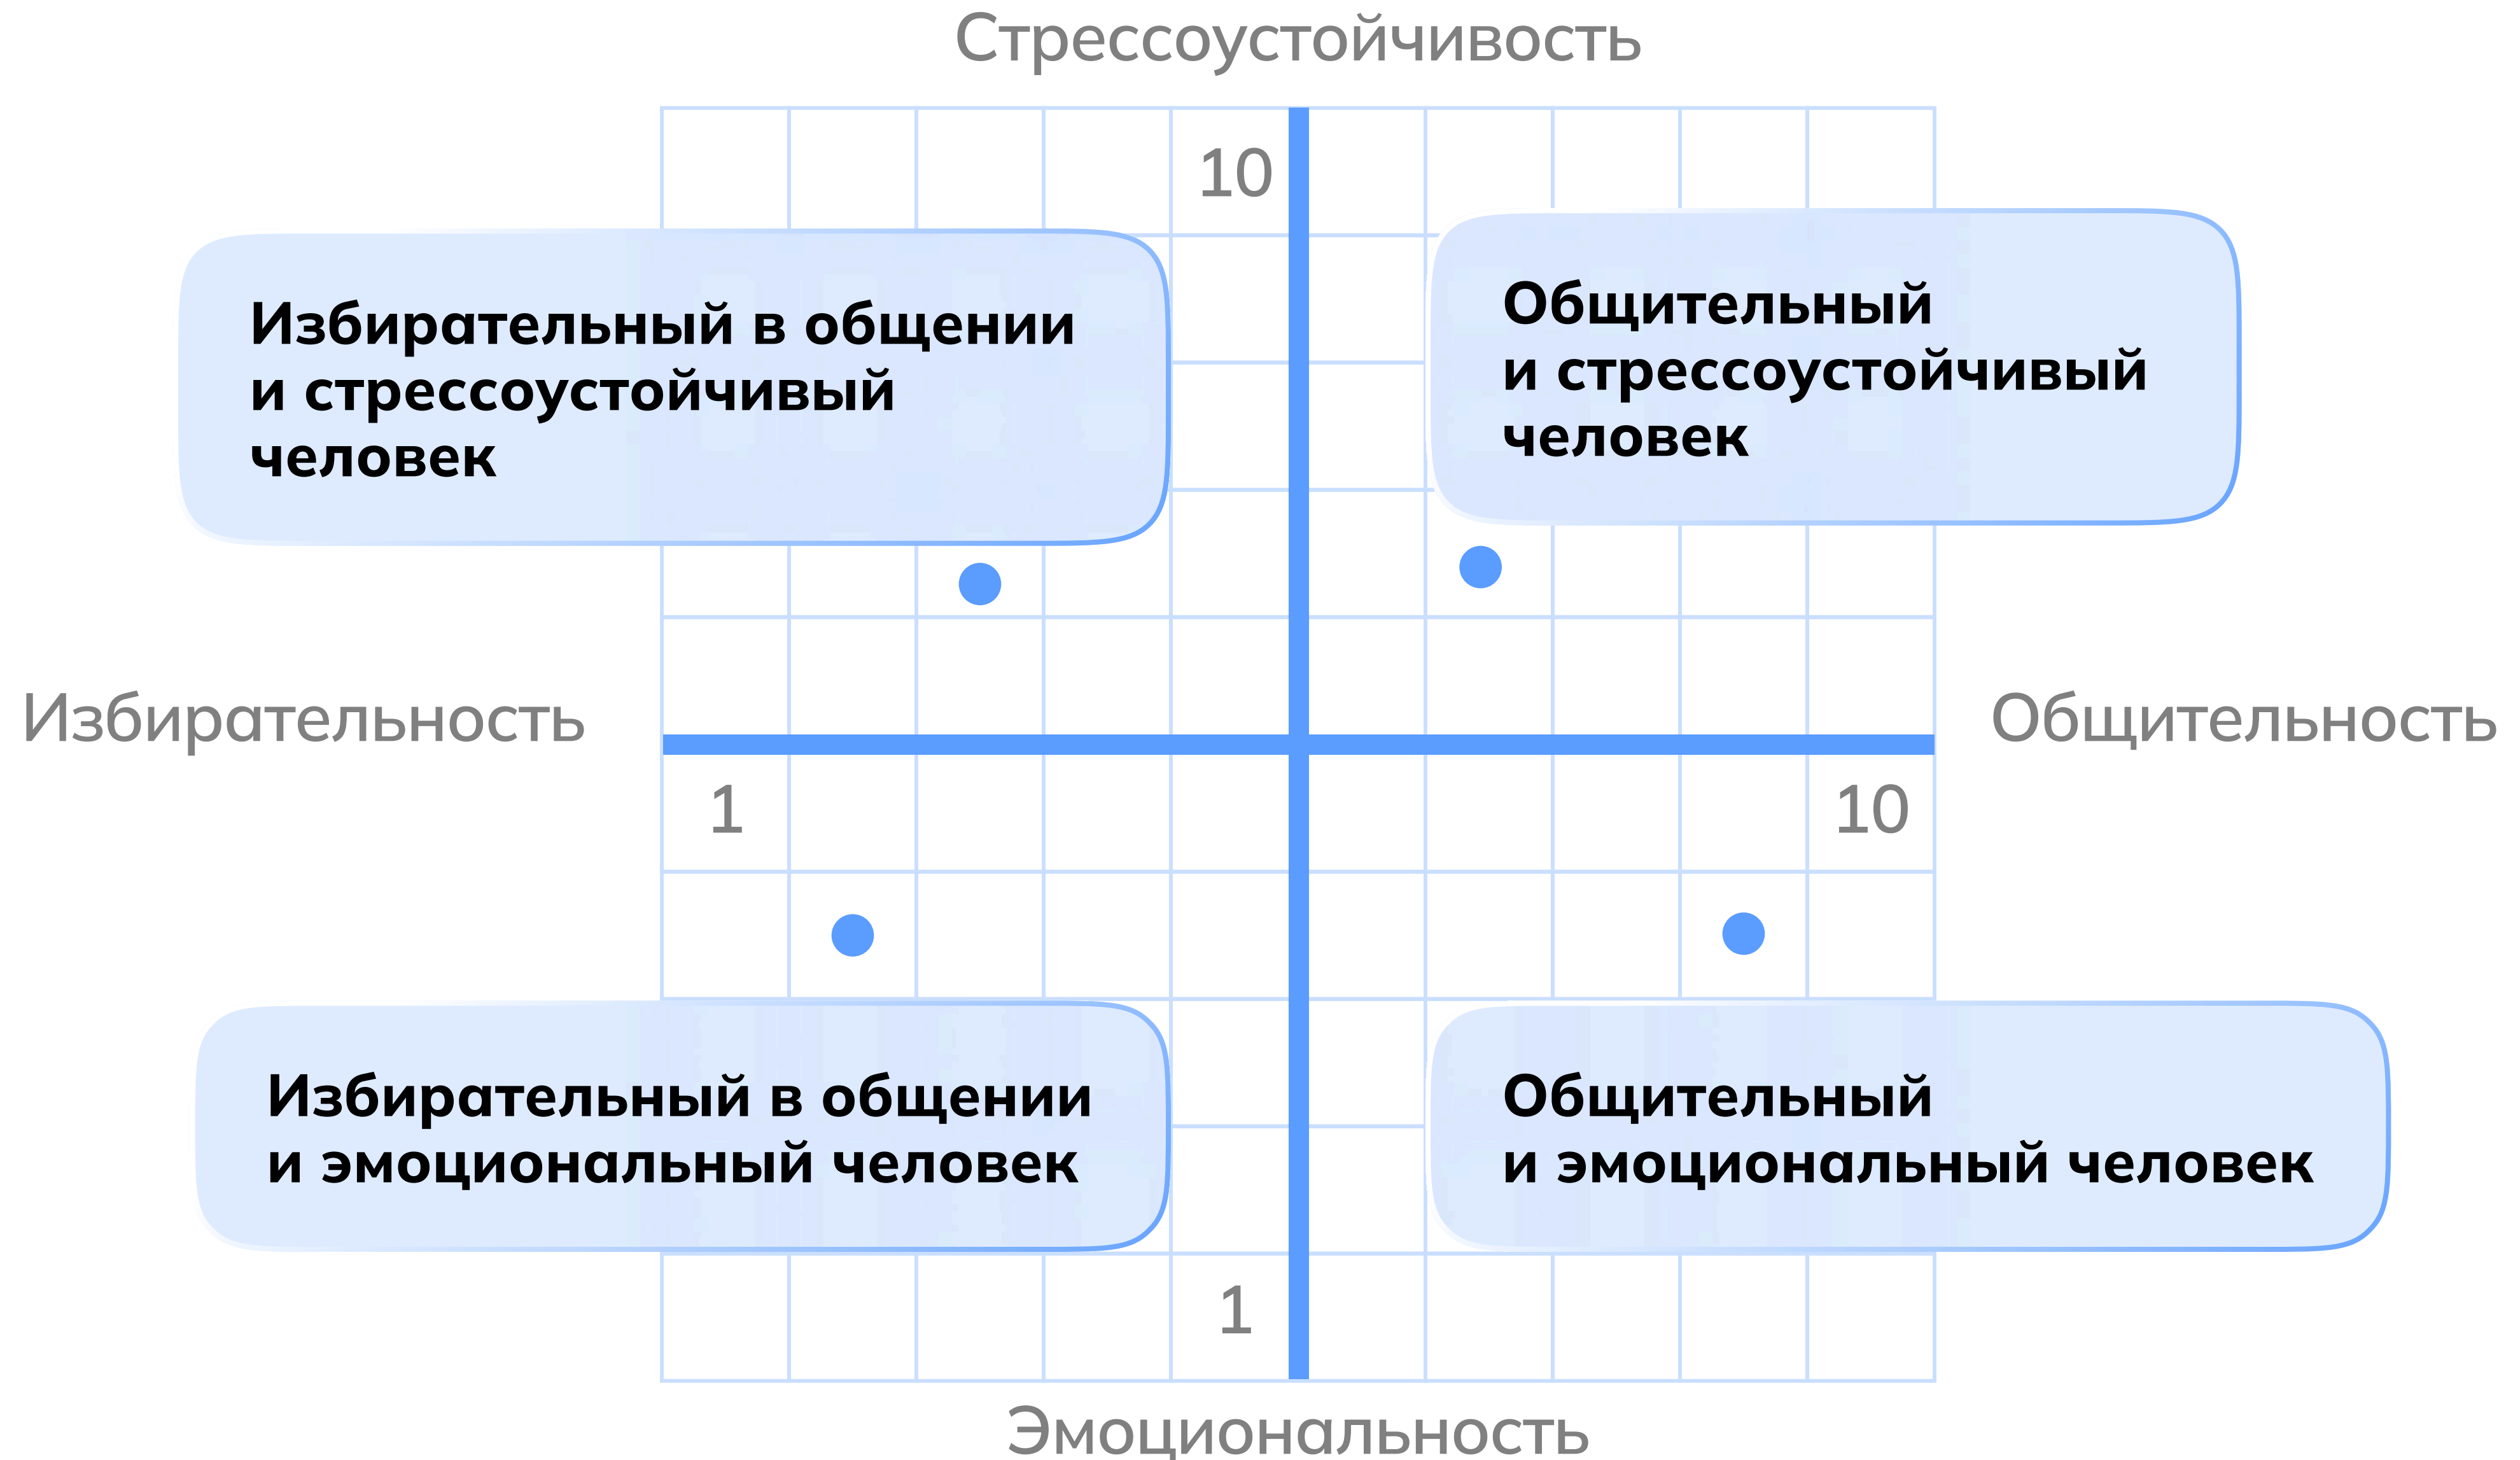 Стрессоустойчивость
10
Избирательный в общении
и стрессоустойчивый
человек
Общительный
и стрессоустойчивый
человек
Избирательность
Общительность
1
10
Избирательный в общении
и эмоциональный человек
Общительный
и эмоциональный человек
1
Эмоциональность